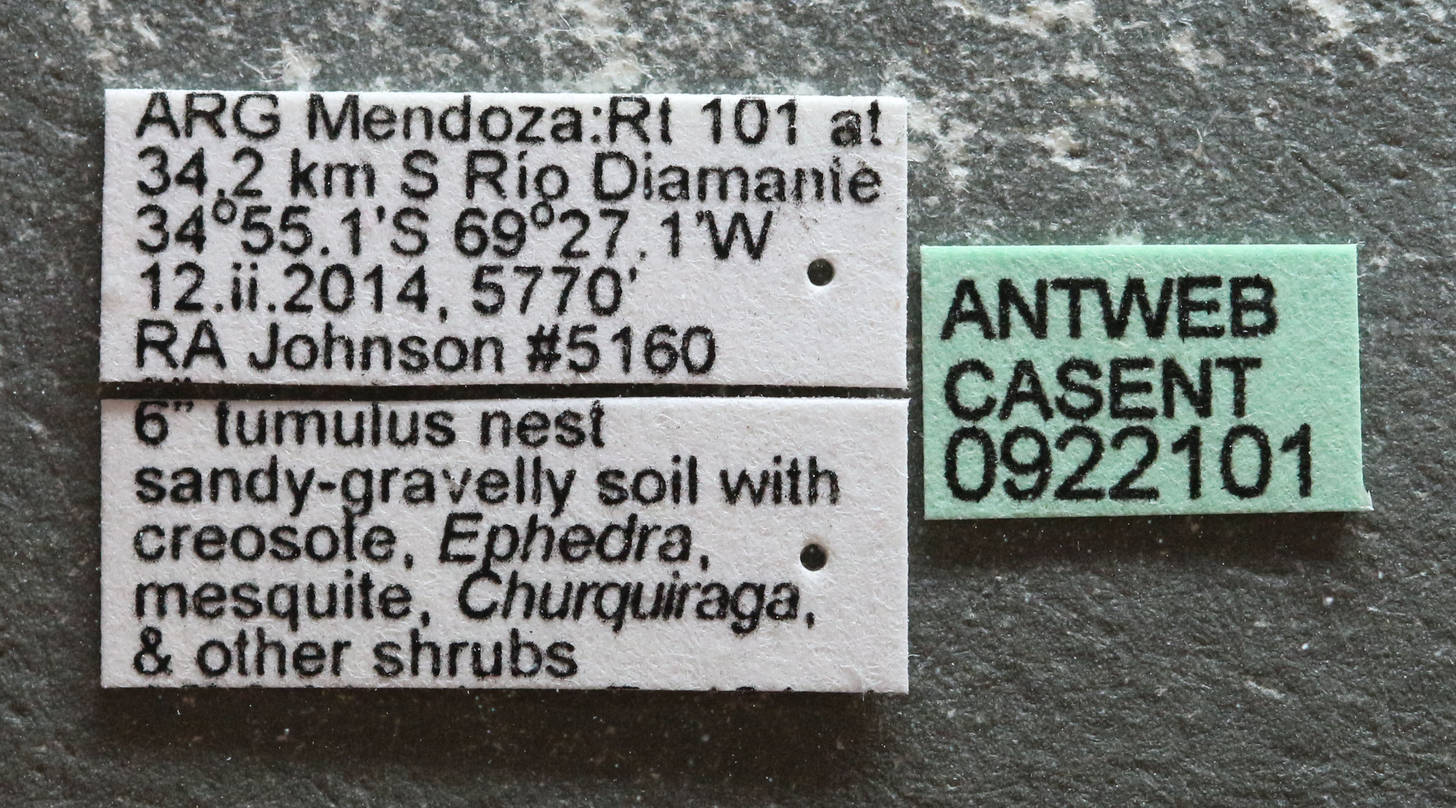 ARG Mendoza:Rt 101 at
34.2 km S Río Diamante
34°55.1'S 69°27.1'W
12.ii.2014, 5770'
RA Johnson #5160
6" tumulus nest
sandy-gravelly soil with
creosote, Ephedra,
mesquite, Churquiraga,
& other shrubs
ANTWEB
CASENT
0922101